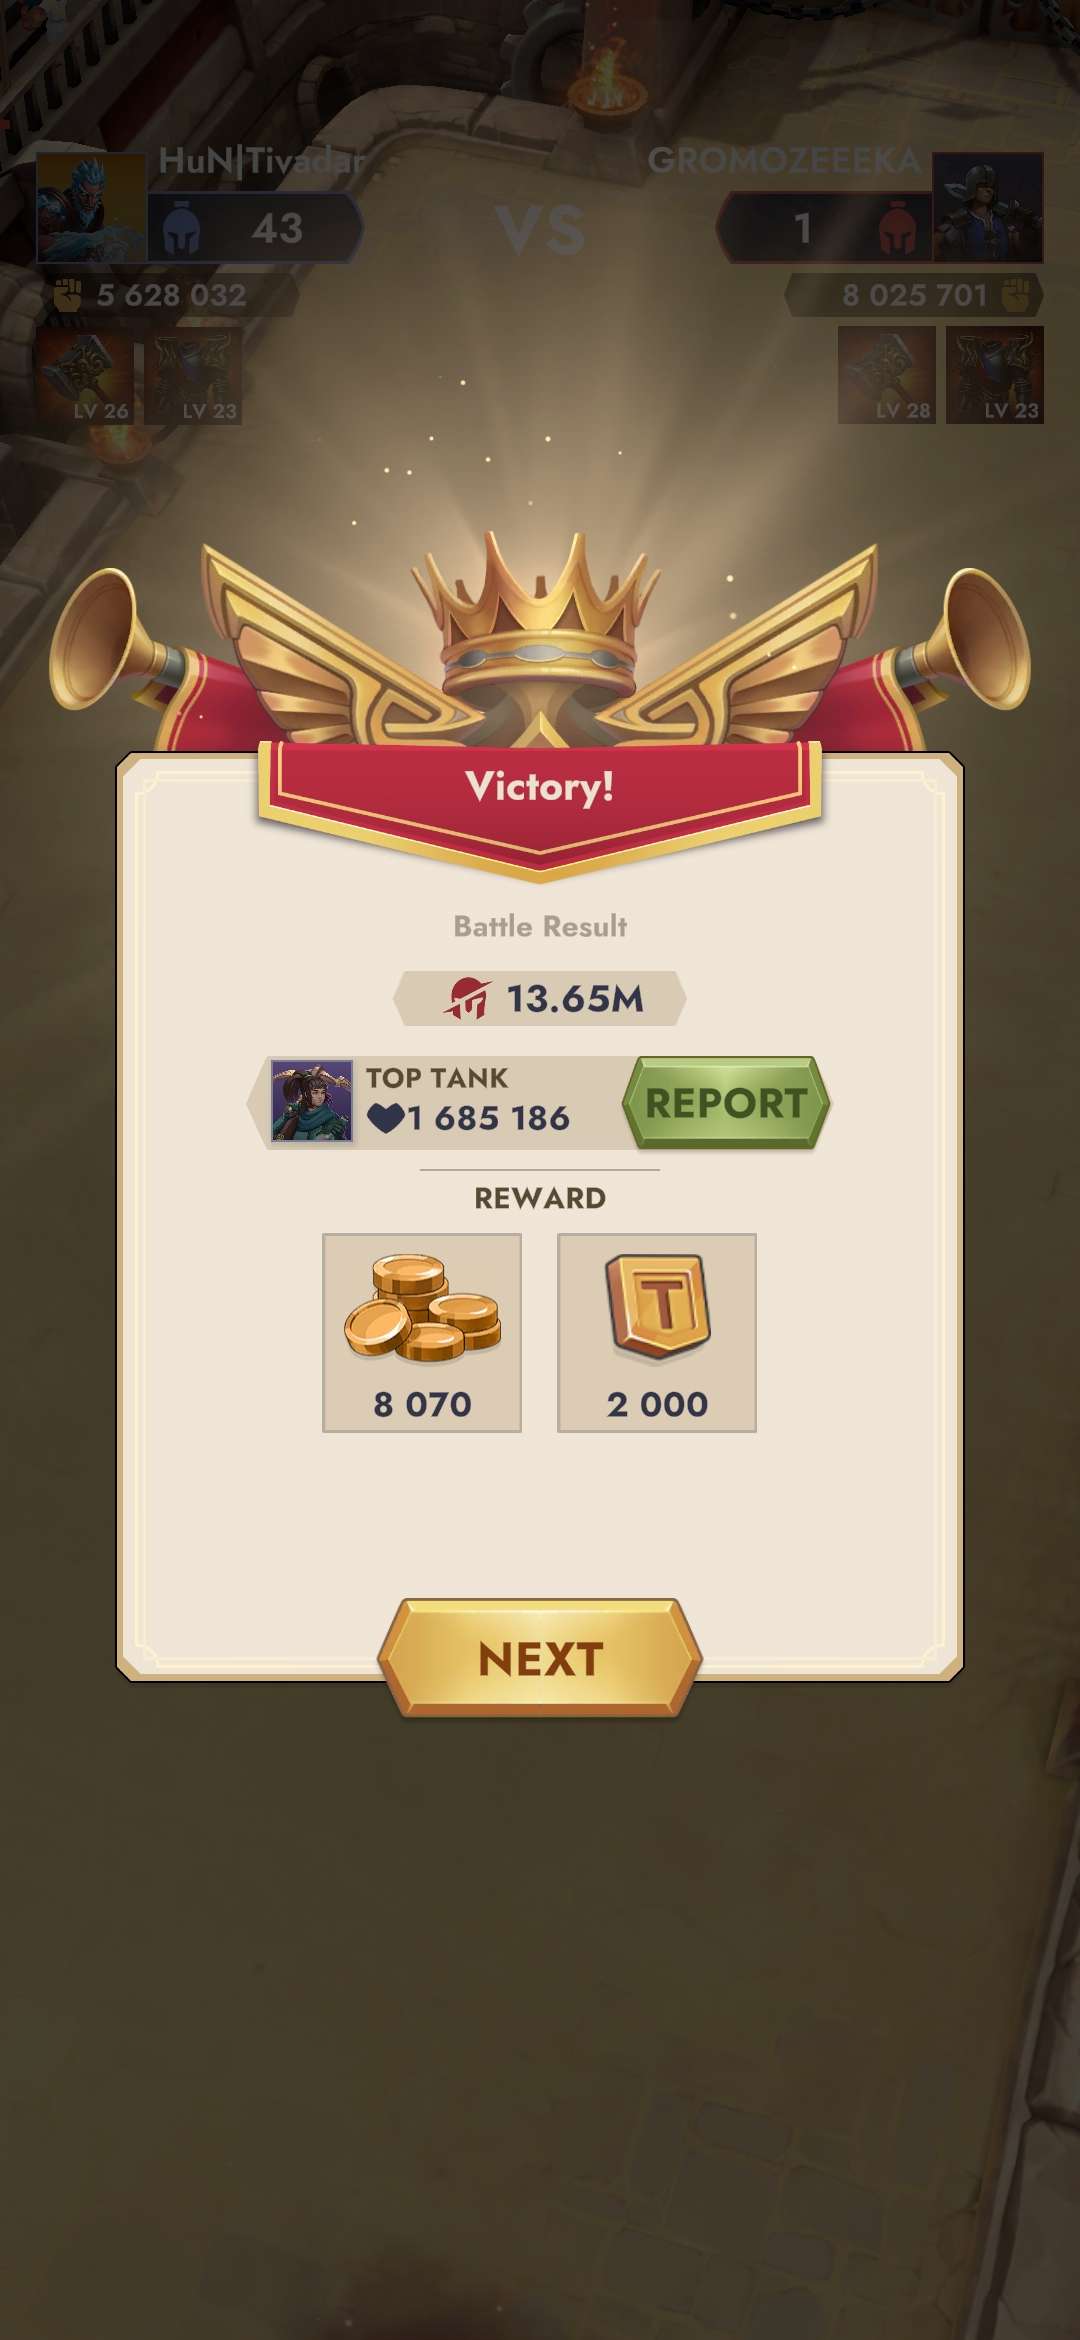 HuN|Tivadar
GROMOZEEEKA
43
VS
1
5 628 032
8 025 701
LV 26
LV 23
LV 28
LV 23
Victory!
Battle Result
13.65M
TOP TANK
1 685 186
REPORT
REWARD
T
8 070
2 000
NEXT